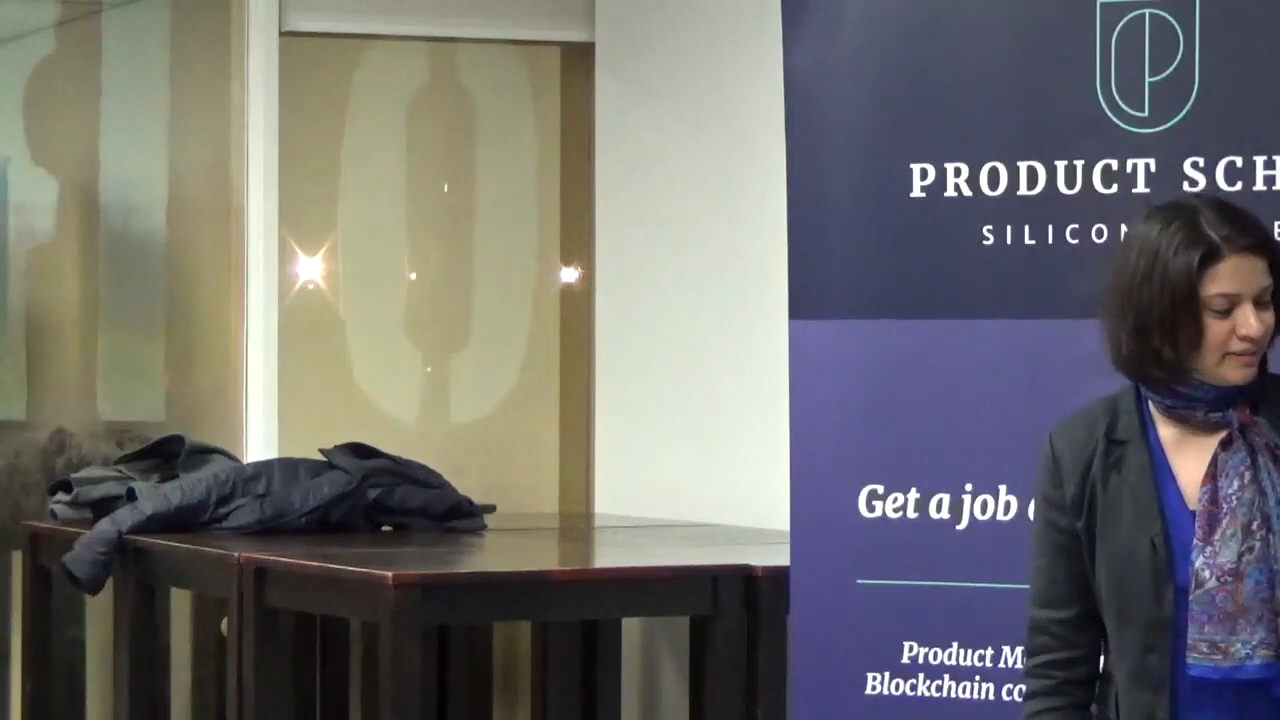 PRODUCT SCH
SILICON
Get a job
Product M
Blockchain co